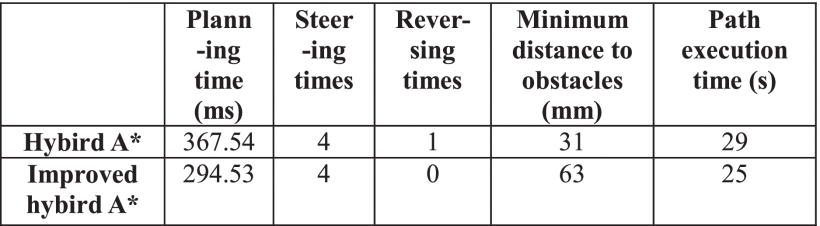 Plann Steer Rever- Minimum Path
-ing -ing sing distance to execution
time times times obstacles time (s)
(ms) (mm)
Hybird A* 367.54 4 1 31 29
Improved 294.53 4 0 63 25
hybird A*